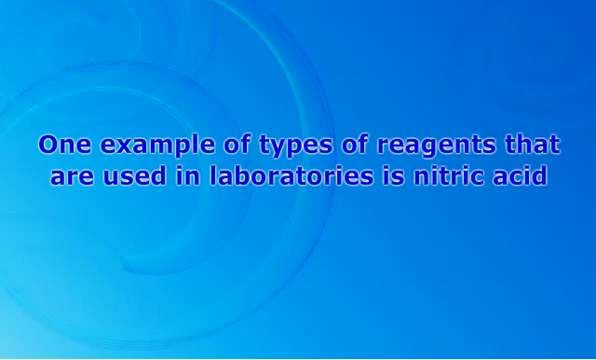 One example of types of reagents that
are used in laboratories is nitric acid